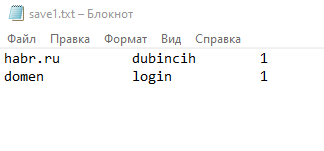 save1.txt – Блокнот
Файл Правка Формат Вид Справка
habr.ru dubincih 1
domen login 1